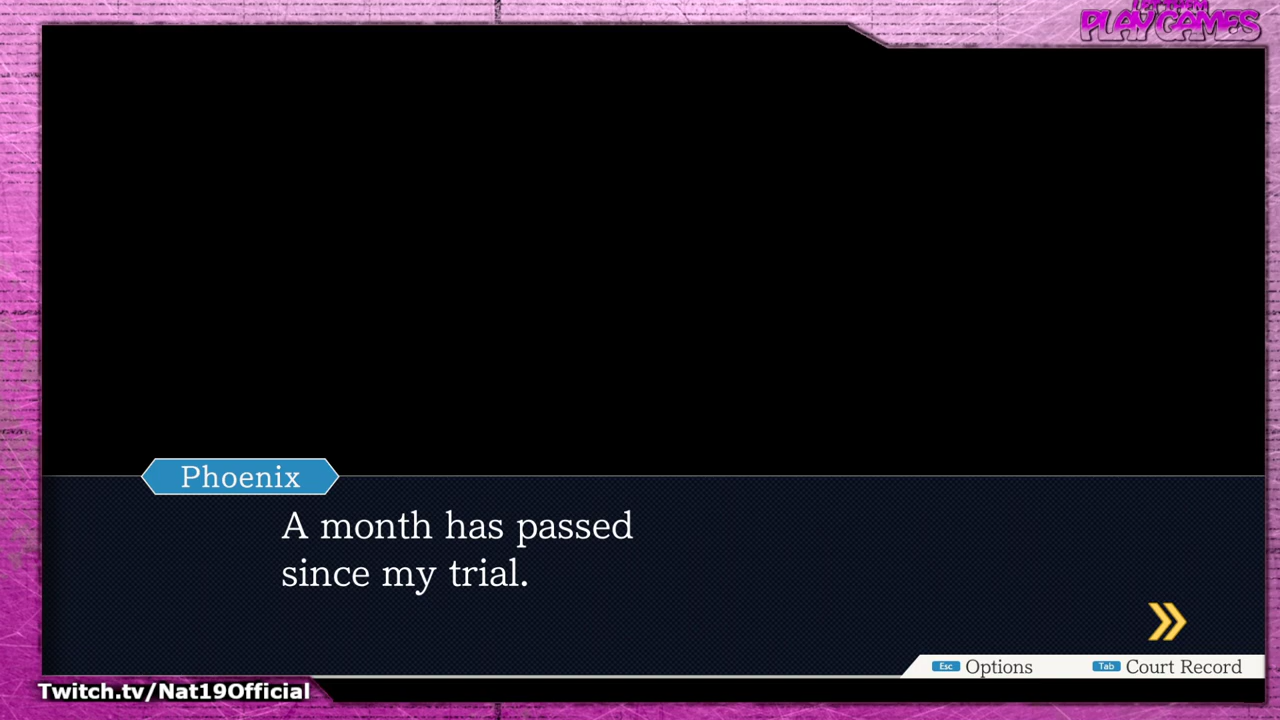 PLAY GAMES
Phoenix
A month has passed
since my trial.
Esc Options
Tab Court Record
Twitch.tv/Nat19Official